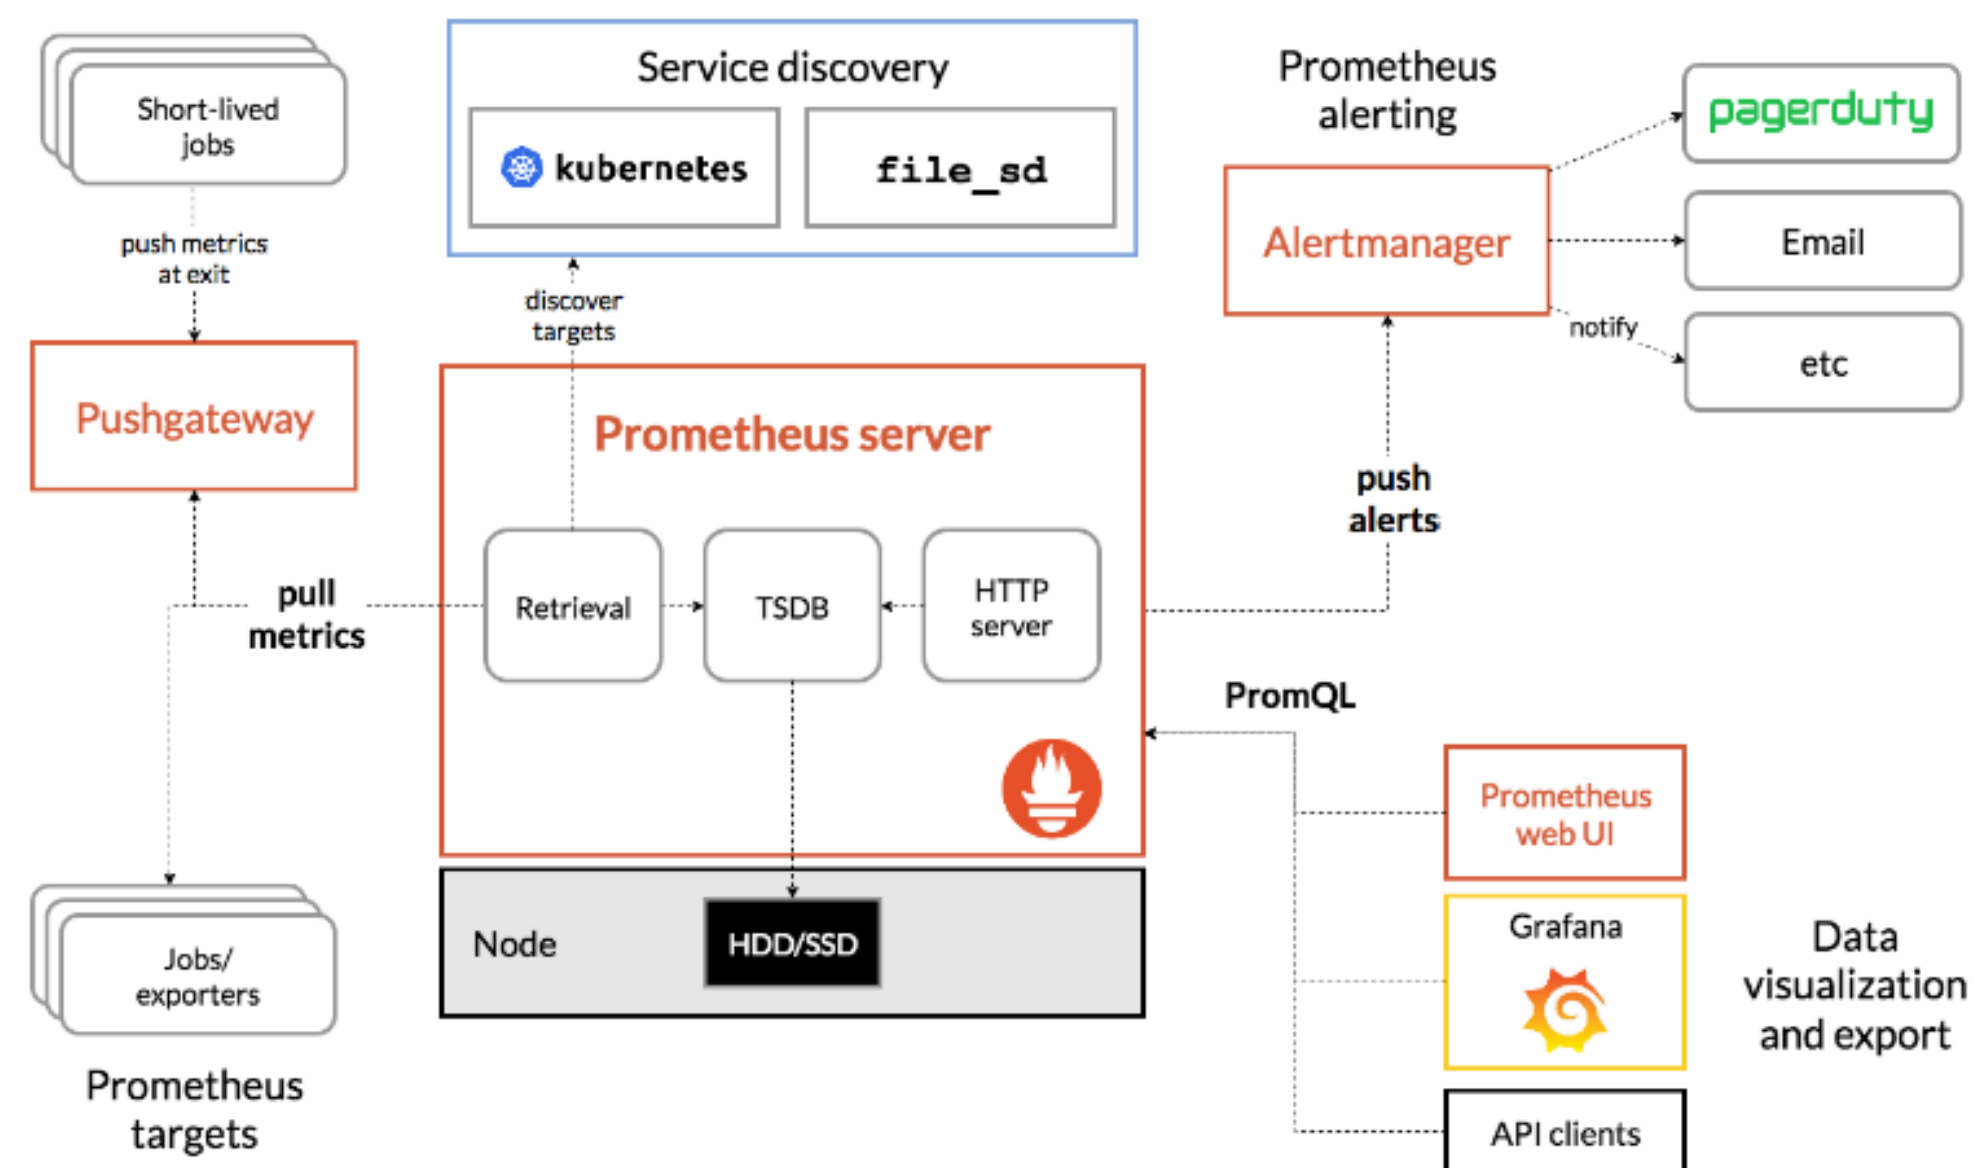 Short-lived
jobs
push metrics
at exit
Pushgateway
pull
metrics
Jobs/
exporters
Prometheus
targets
Service discovery
kubernetes
file_sd
discover
targets
Prometheus server
Retrieval
TSDB
HTTP
server
Node
HDD/SSD
Prometheus
alerting
Alertmanager
pagerduty
Email
notify
etc
push
alerts
PromQL
Prometheus
web UI
Grafana
API clients
Data
visualization
and export